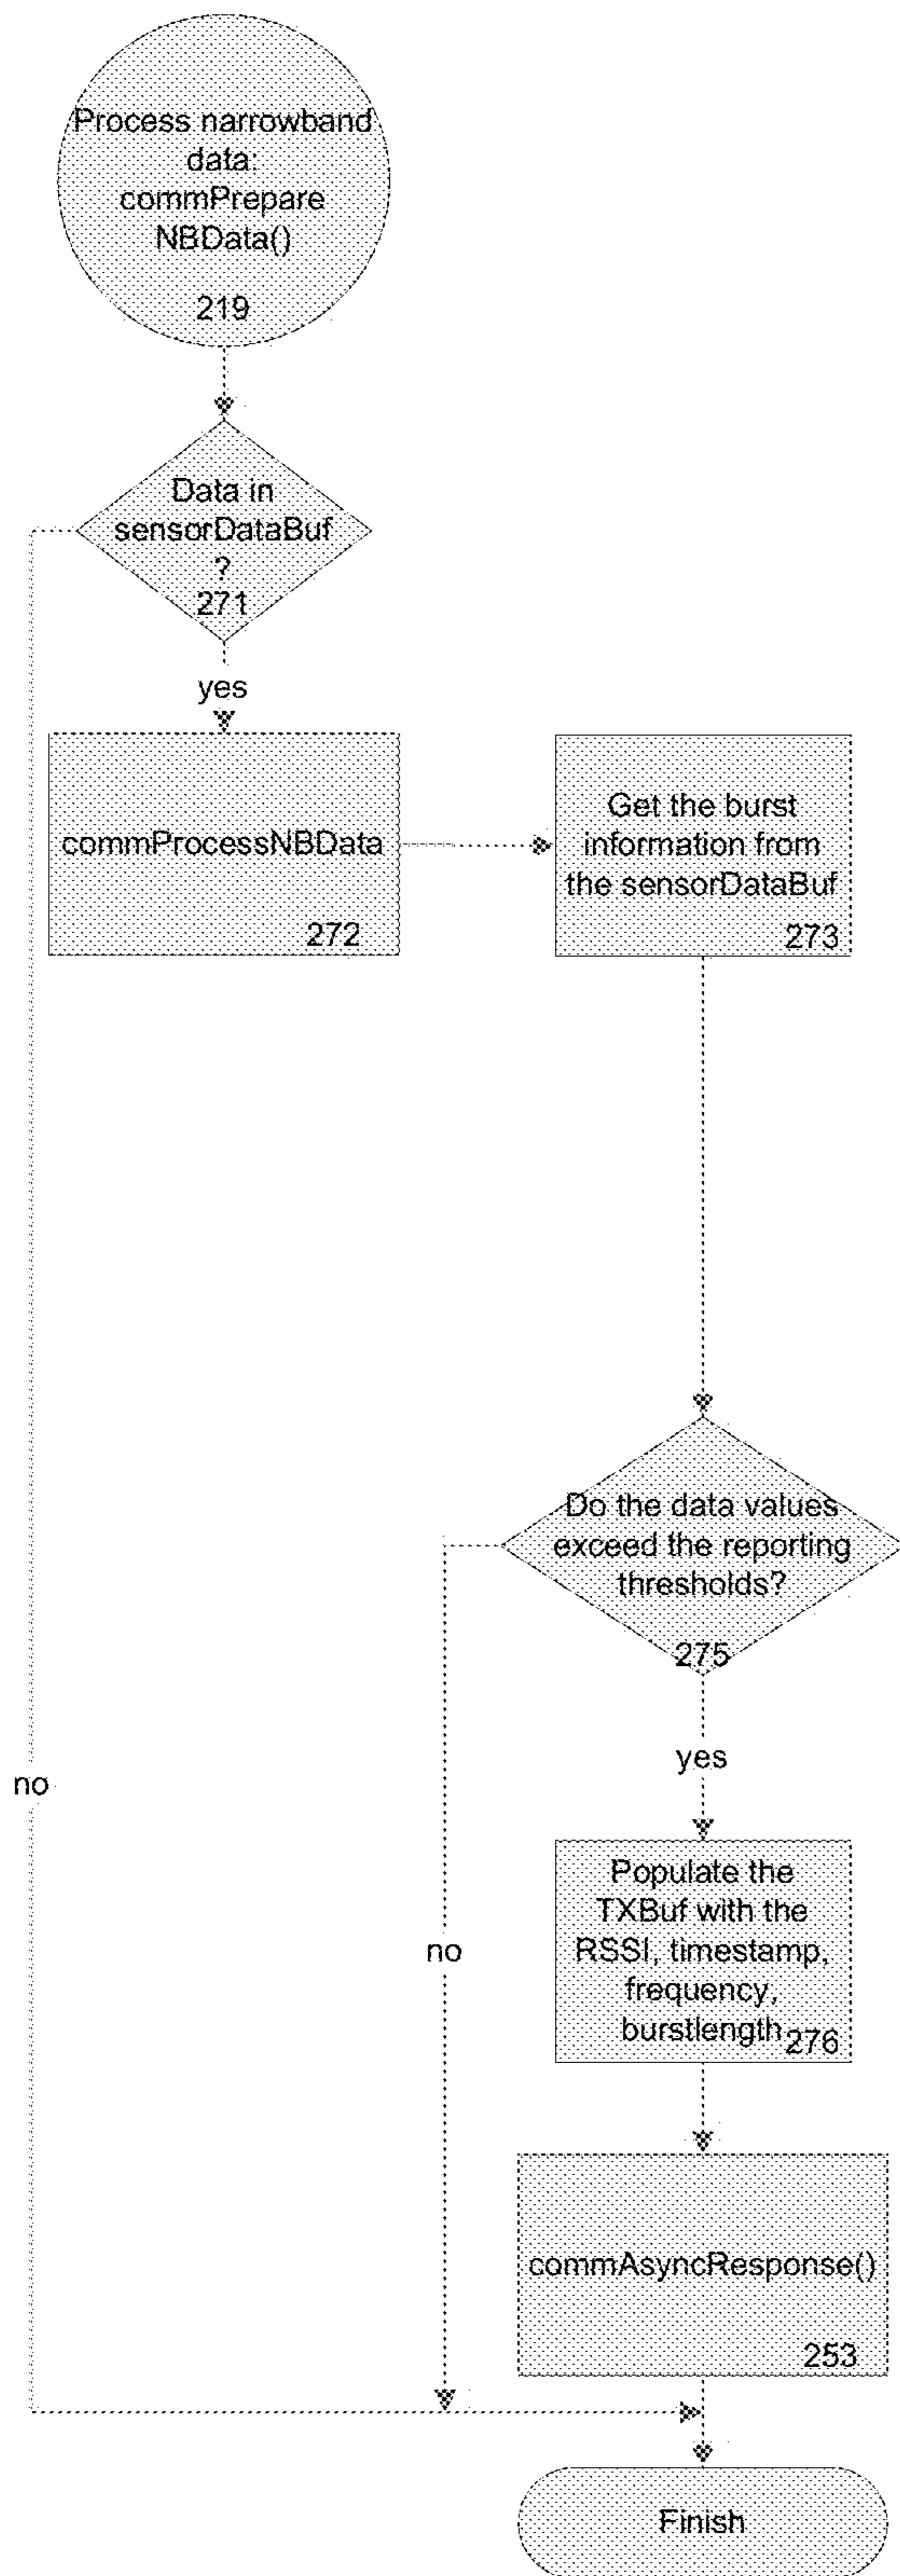 Process narrowband
data:
commPrepare
NBData()
219
Data in
sensorDataBuf
?
271
yes
commProcessNBData
272
Get the burst
information from
the sensorDataBuf
273
Do the data values
exceed the reporting
thresholds?
275
yes
no
no
Populate the
TXBuf with the
RSSI, timestamp,
frequency,
burstlength
276
commAsyncResponse()
253
Finish